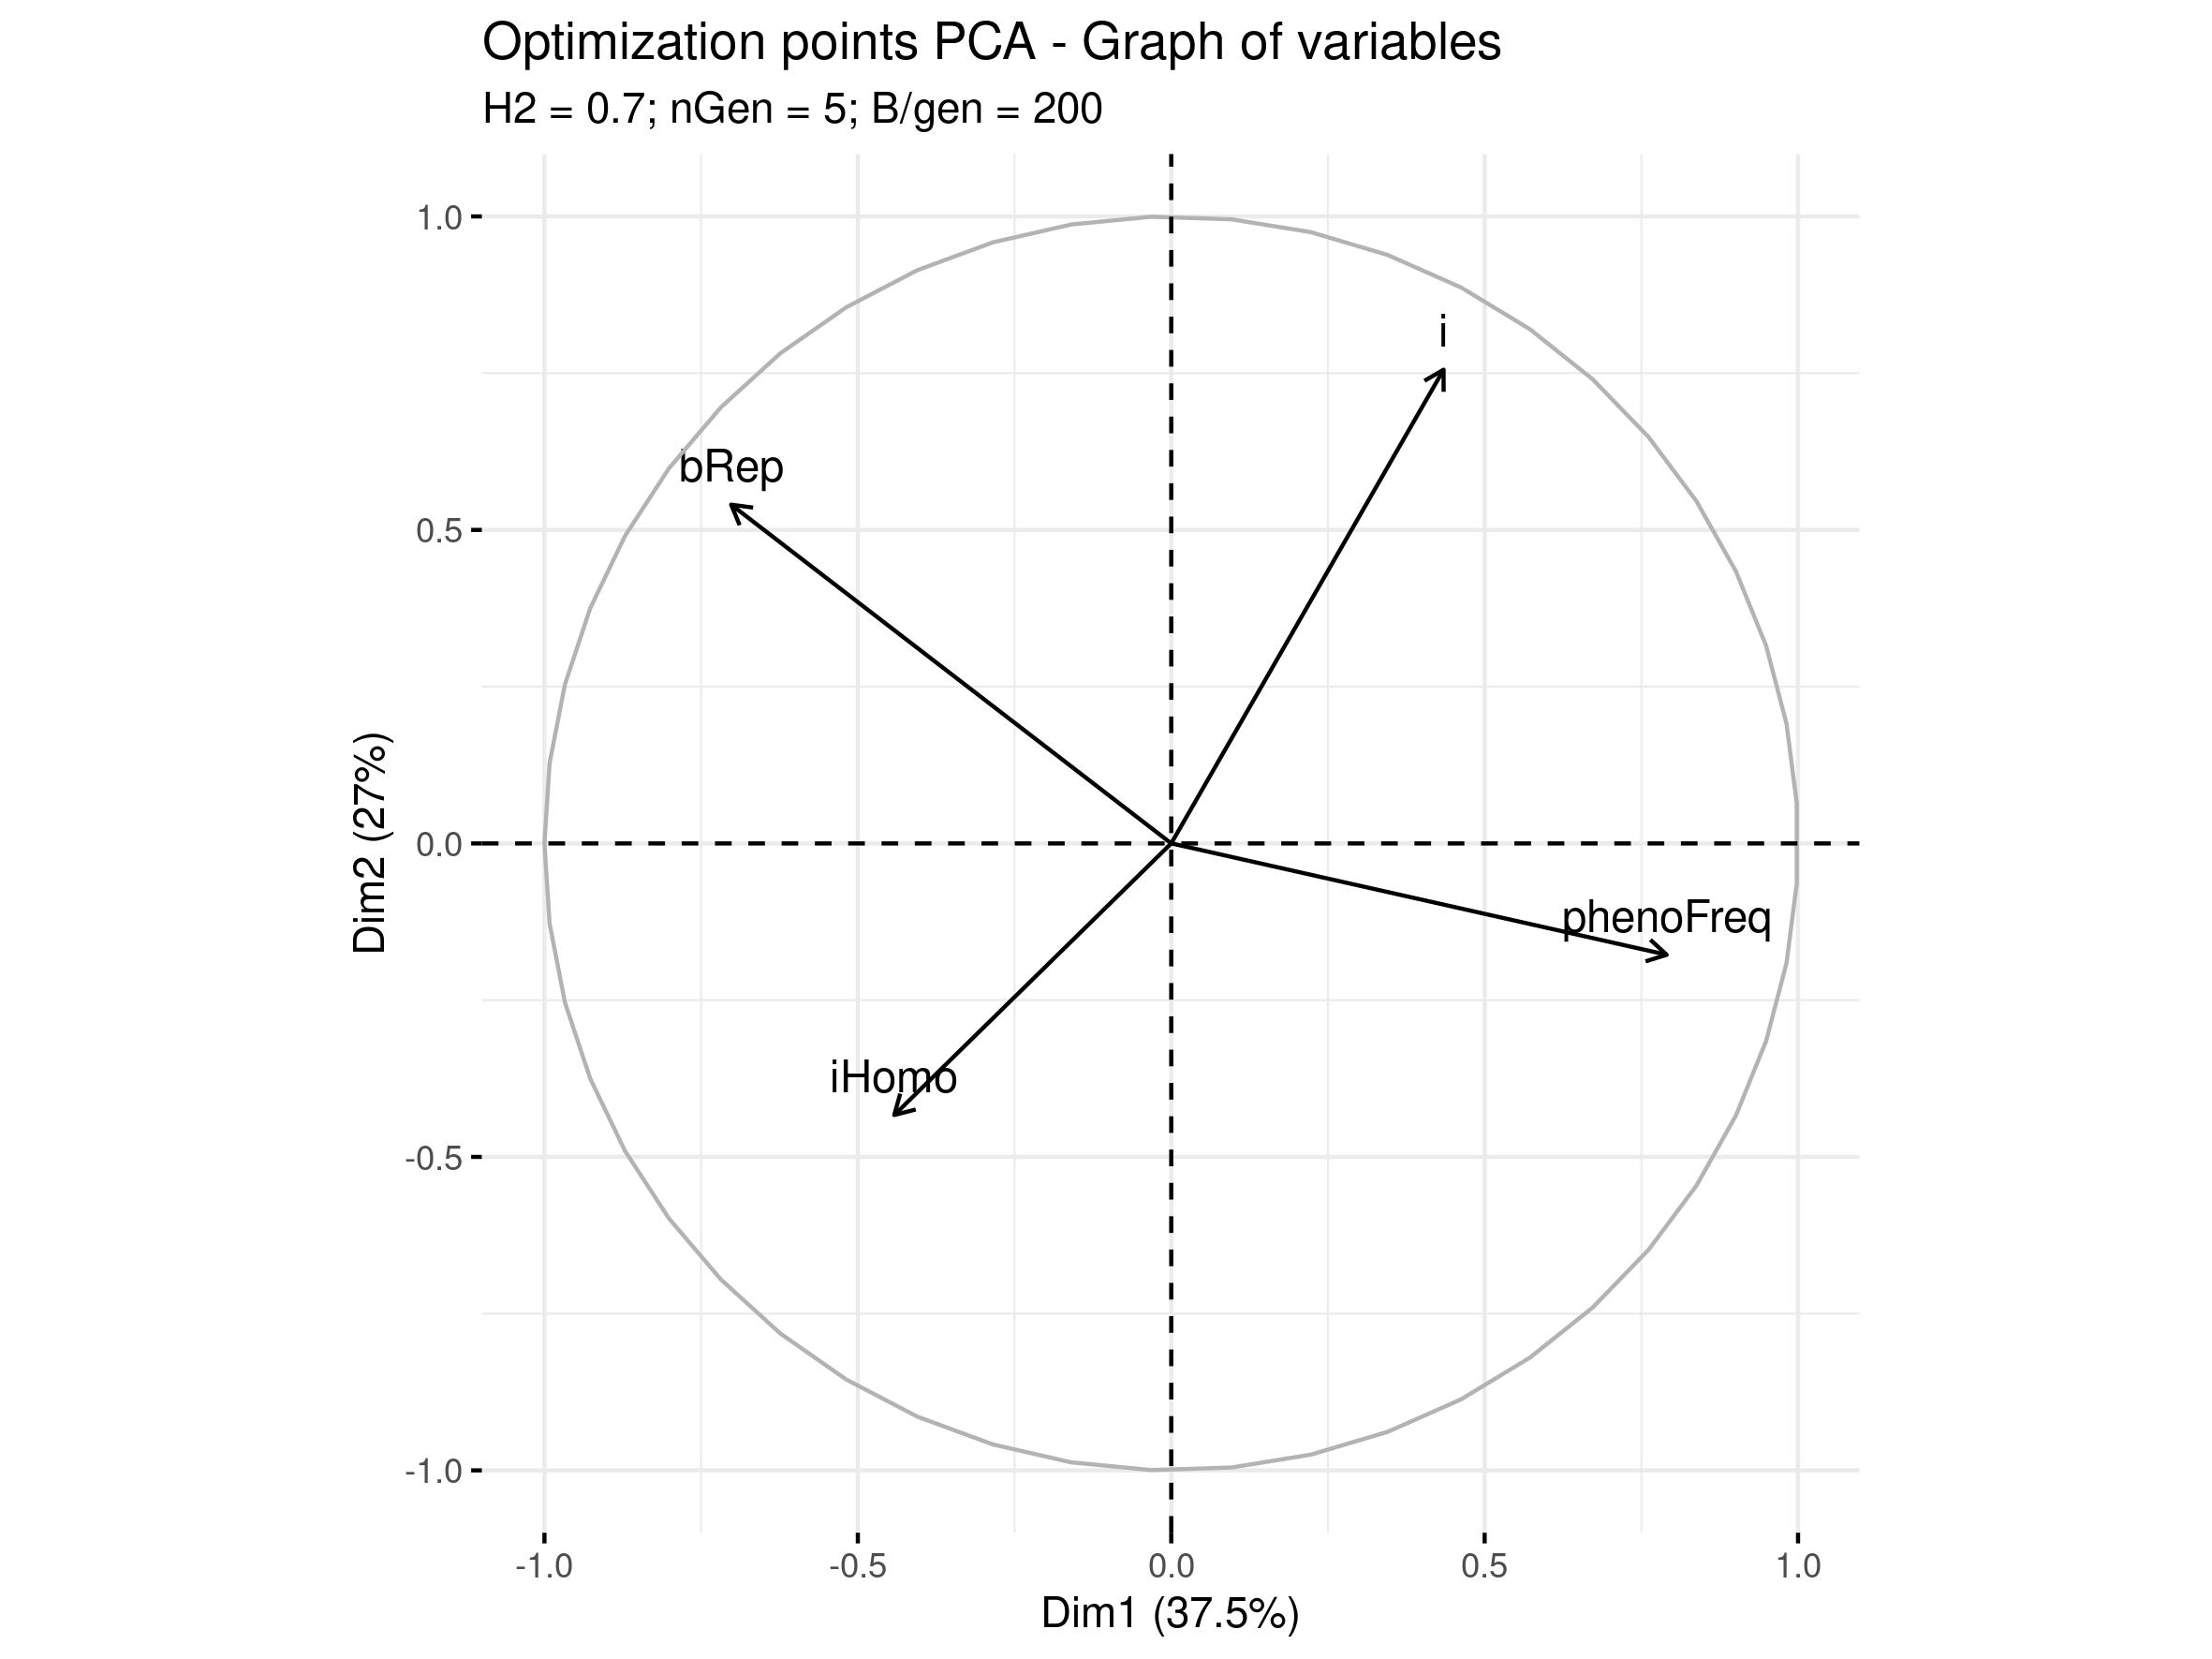 Optimization points PCA - Graph of variables
H2 = 0.7; nGen = 5; B/gen = 200
Dim2 (27%)
1.0
0.5
0.0
-0.5
-1.0
i
bRep
phenoFreq
iHomo
-1.0
-0.5
0.0
0.5
1.0
Dim1 (37.5%)